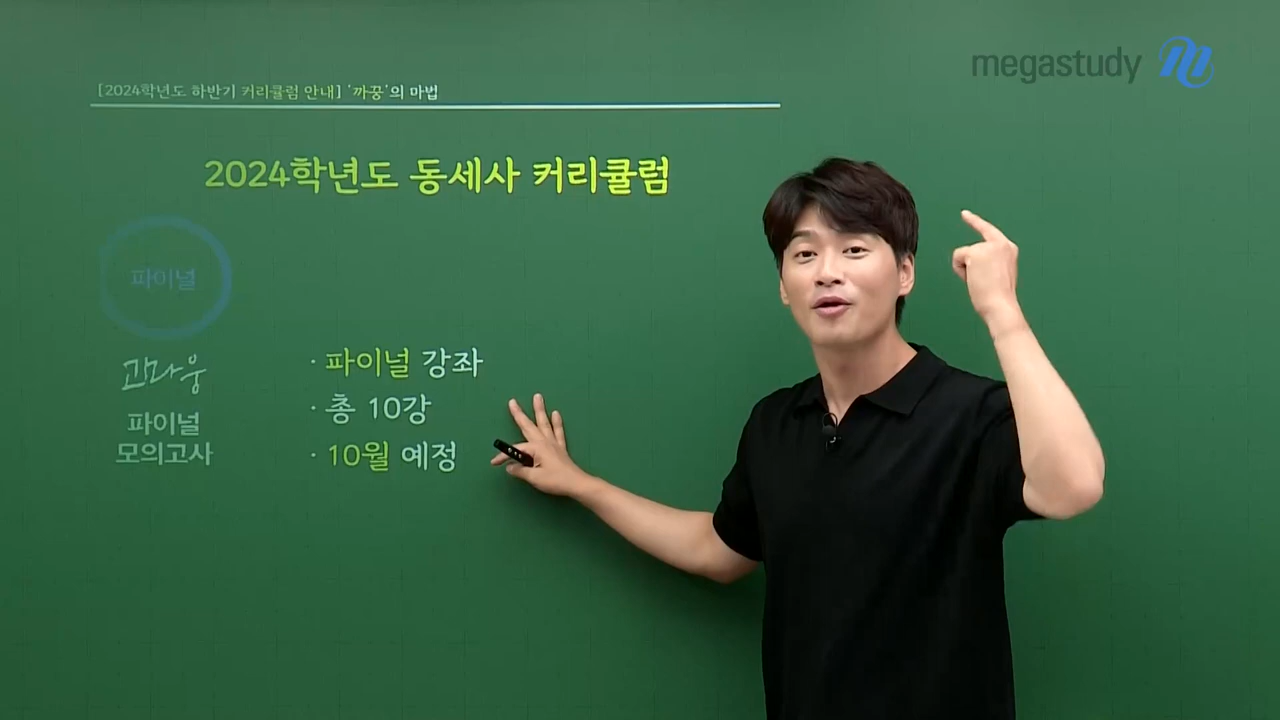 megastudy
[2024학년도 하반기 커리큘럼 안내] '까꿍'의 마법
2024학년도 동세사 커리큘럼
파이널
파이널
모의고사
· 파이널 강좌
· 총 10강
· 10월 예정